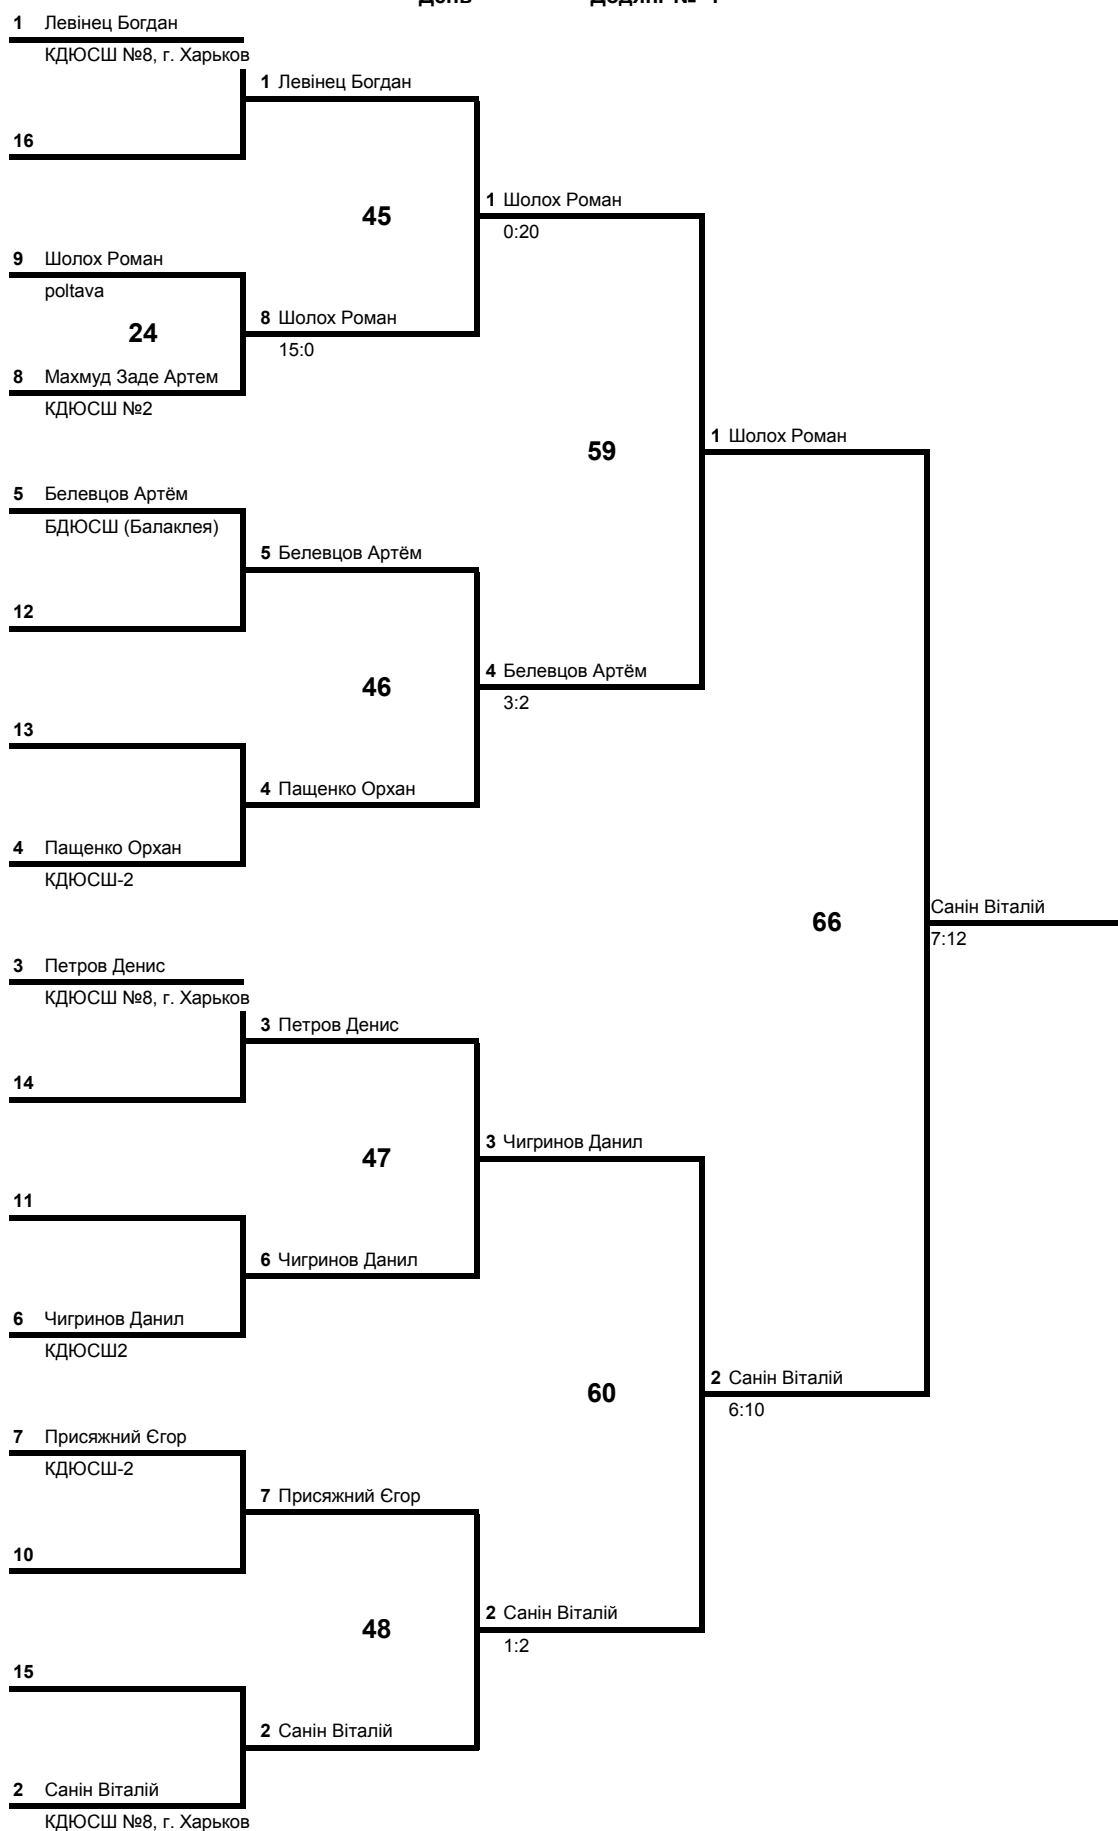 1 Левінец Богдан
КДЮСШ №8, г. Харьков
1 Левінец Богдан
16
1 Шолох Роман
45
0:20
9 Шолох Роман
poltava
8 Шолох Роман
24
15:0
8 Махмуд Заде Артем
КДЮСШ №2
1 Шолох Роман
59
5 Белевцов Артём
БДЮСШ (Балаклея)
5 Белевцов Артём
12
4 Белевцов Артём
46
3:2
13
4 Пащенко Орхан
4 Пащенко Орхан
КДЮСШ-2
Санін Віталій
66
7:12
3 Петров Денис
КДЮСШ №8, г. Харьков
3 Петров Денис
14
3 Чигринов Данил
47
11
6 Чигринов Данил
6 Чигринов Данил
КДЮСШ2
2 Санін Віталій
60
6:10
7 Присяжний Єгор
КДЮСШ-2
7 Присяжний Єгор
10
2 Санін Віталій
48
1:2
15
2 Санін Віталій
2 Санін Віталій
КДЮСШ №8, г. Харьков